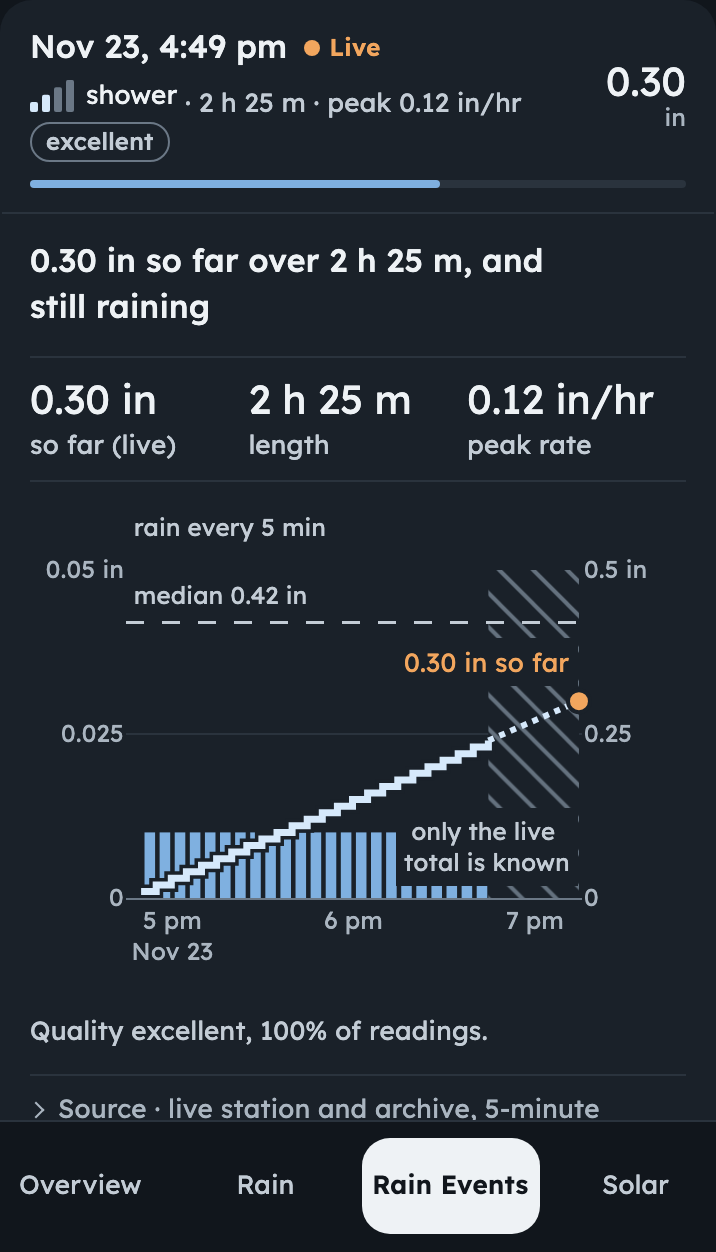 Nov 23, 4:49 pm Live
shower · 2 h 25 m · peak 0.12 in/hr
0.30
in
excellent
0.30 in so far over 2 h 25 m, and
still raining
0.30 in 2 h 25 m 0.12 in/hr
so far (live) length peak rate
rain every 5 min
0.05 in 0.5 in
median 0.42 in
0.30 in so far
0.025 0.25
only the live
total is known
0 0
5 pm 6 pm 7 pm
Nov 23
Quality excellent, 100% of readings.
Source · live station and archive, 5-minute
Overview Rain Rain Events Solar